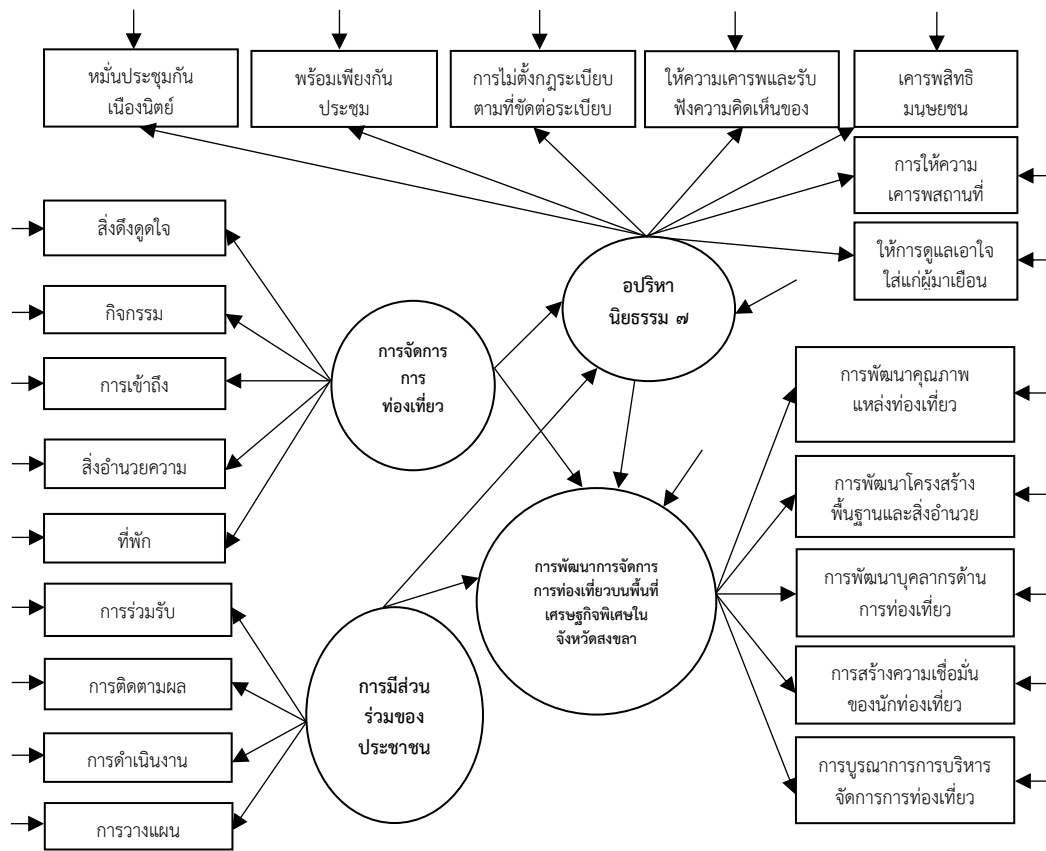 หมั่นประชุมกัน
เนืองนิตย์
พร้อมเพียงกัน
ประชุม
การไม่ตั้งกฎระเบียบ
ตามที่ขัดต่อระเบียบ
ให้ความเคารพและรับ
ฟังความคิดเห็นของ
เคารพสิทธิ
มนุษยชน
การให้ความ
เคารพสถานที่
ให้การดูแลเอาใจ
ใส่แก่ผู้มาเยือน
สิ่งดึงดูดใจ
กิจกรรม
การเข้าถึง
สิ่งอำนวยความ
ที่พัก
การจัดการ
การ
ท่องเที่ยว
อปริหา
นิยธรรม ๗
การร่วมรับ
การติดตามผล
การดำเนินงาน
การวางแผน
การมีส่วน
ร่วมของ
ประชาชน
การพัฒนาการจัดการ
การท่องเที่ยวบนพื้นที่
เศรษฐกิจพิเศษใน
จังหวัดสงขลา
การพัฒนาคุณภาพ
แหล่งท่องเที่ยว
การพัฒนาโครงสร้าง
พื้นฐานและสิ่งอำนวย
การพัฒนาบุคลากรด้าน
การท่องเที่ยว
การสร้างความเชื่อมั่น
ของนักท่องเที่ยว
การบูรณาการการบริหาร
จัดการการท่องเที่ยว